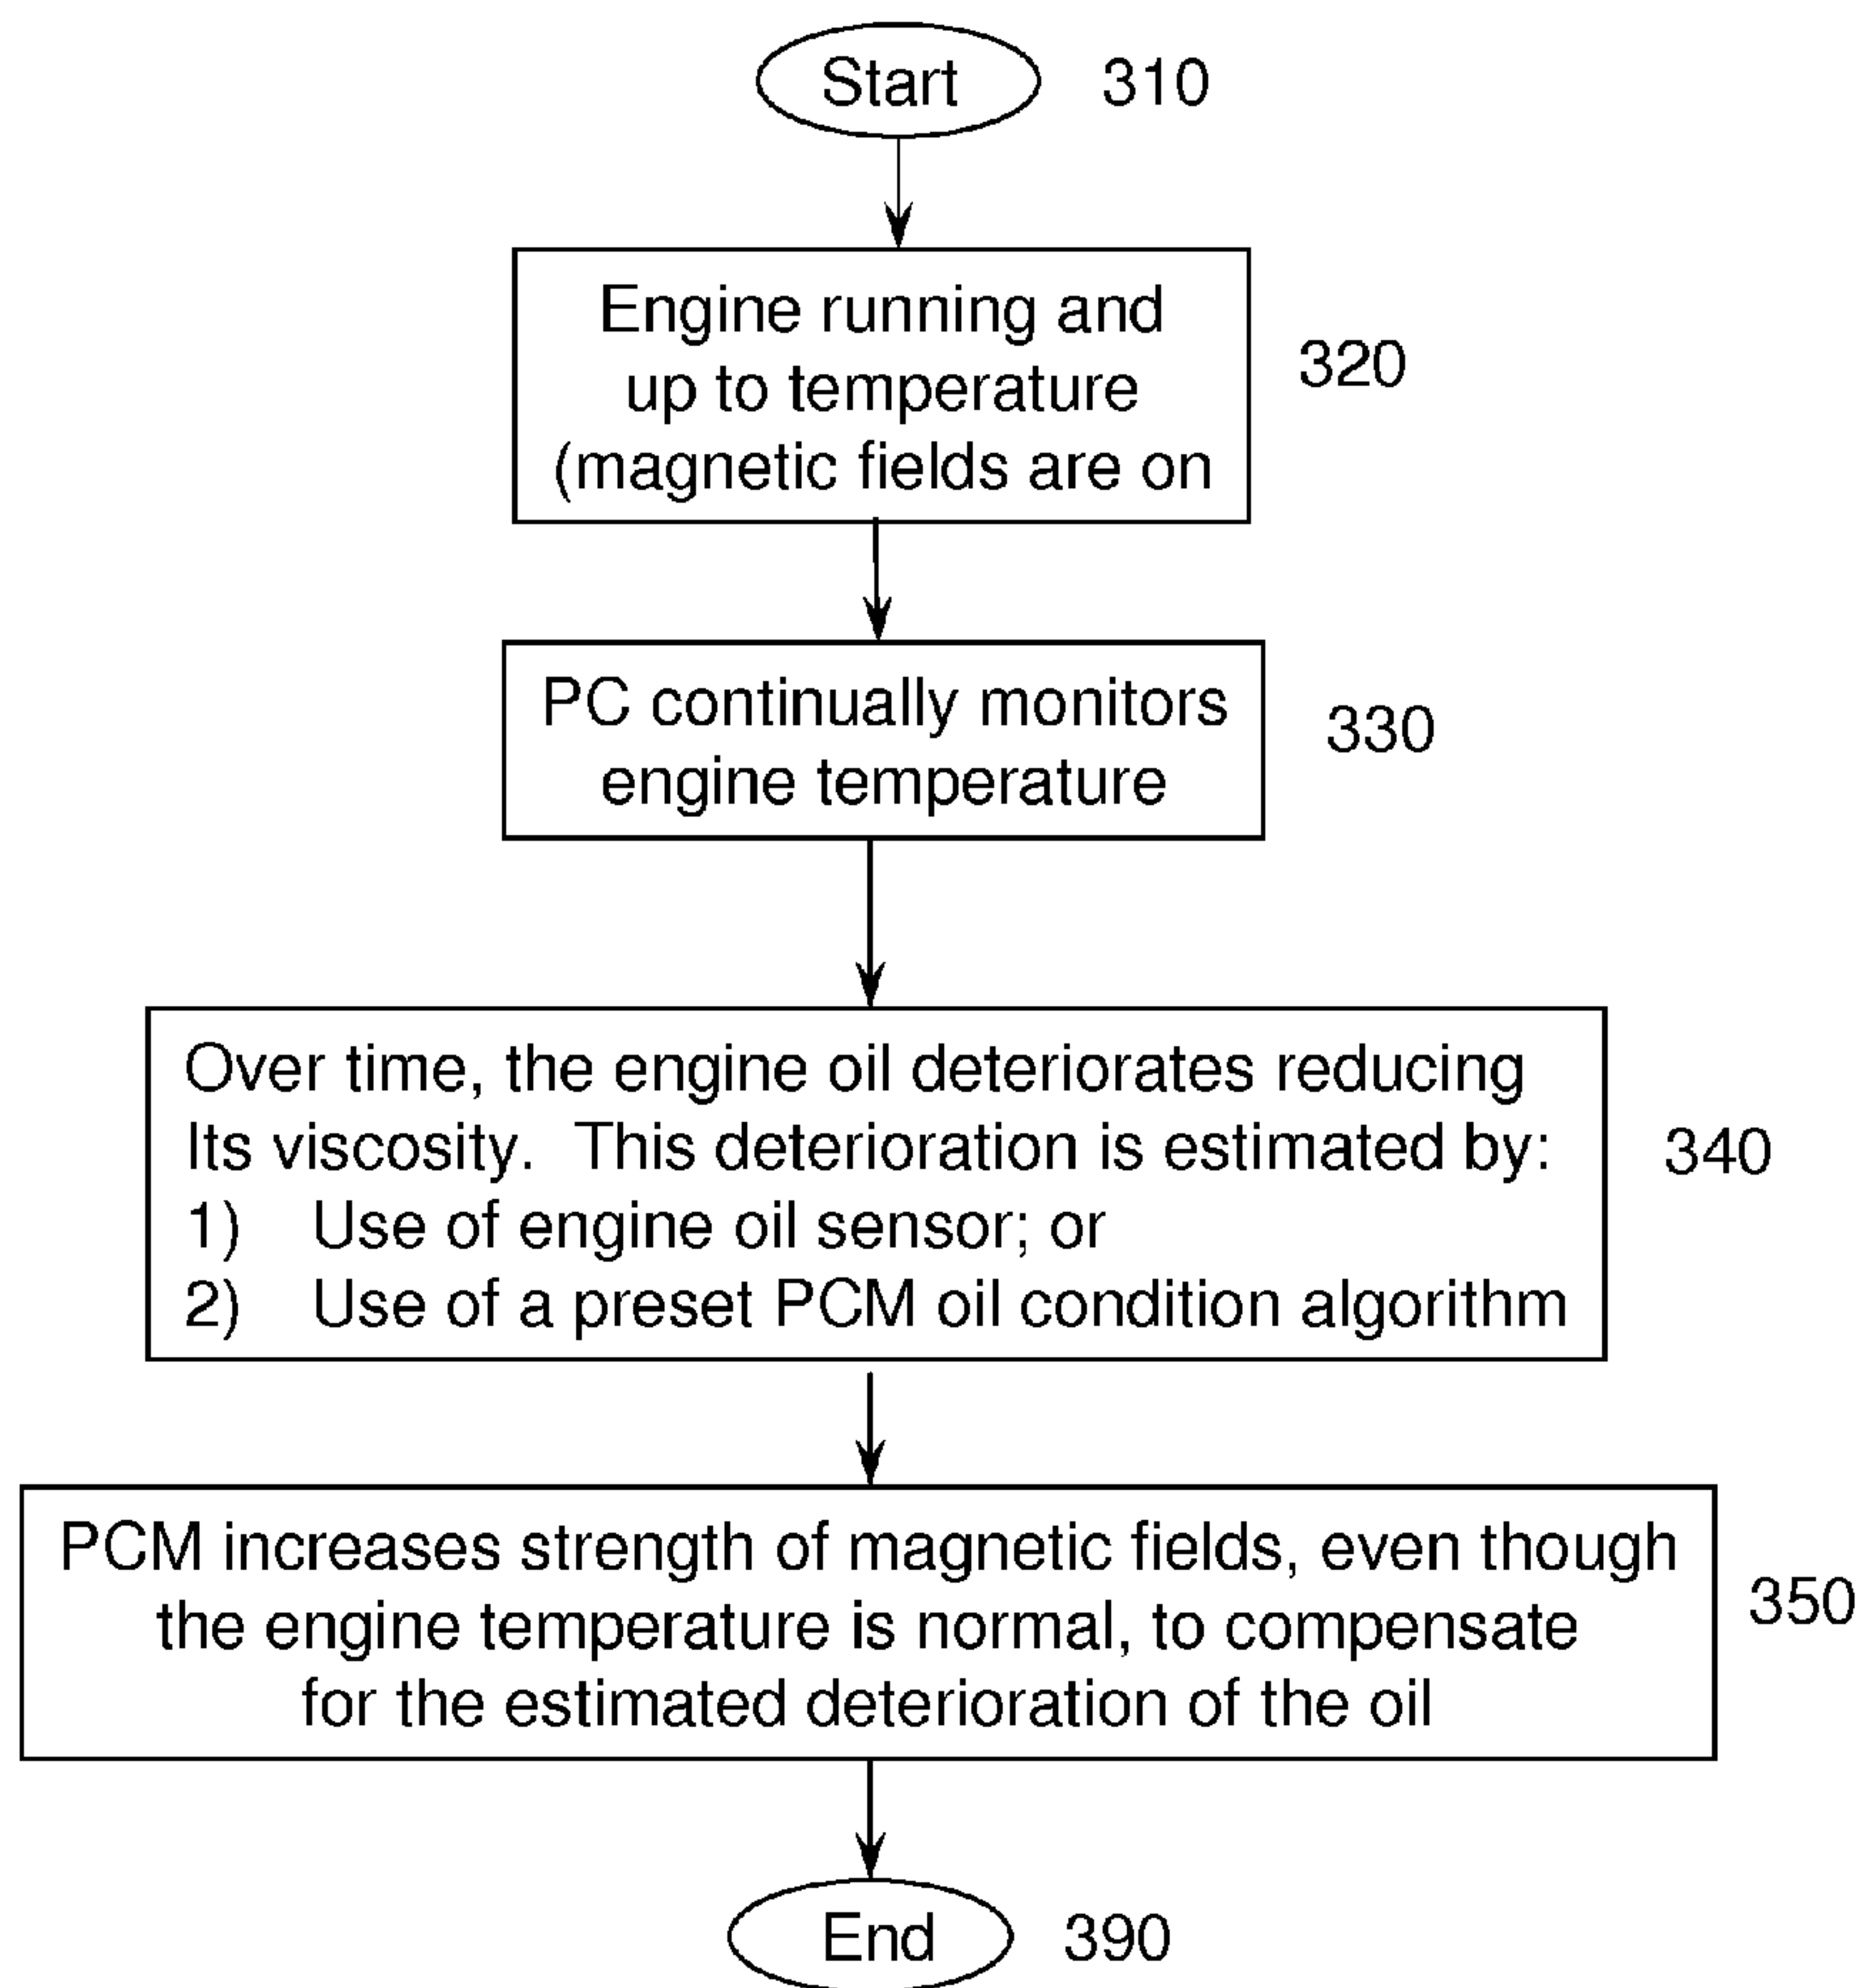 Start 310
Engine running and
up to temperature
(magnetic fields are on
320
PC continually monitors
engine temperature
330
Over time, the engine oil deteriorates reducing
Its viscosity. This deterioration is estimated by:
1) Use of engine oil sensor; or
2) Use of a preset PCM oil condition algorithm
340
PCM increases strength of magnetic fields, even though
the engine temperature is normal, to compensate
for the estimated deterioration of the oil
350
End 390